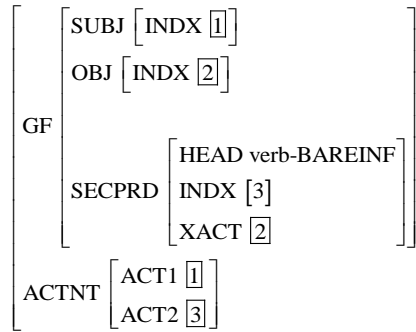 SUBJ [INDX 1]
OBJ [INDX 2]
GF
HEAD verb-BAREINF
SECPRD INDX [3]
XACT 2
ACT1 1
ACTNT
ACT2 3